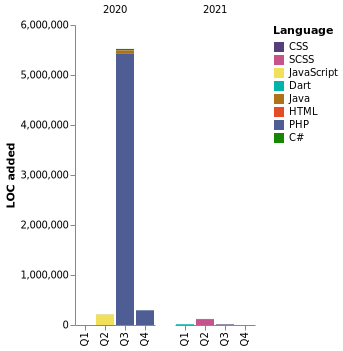 2020
2021
LOC added
6,000,000
5,000,000
4,000,000
3,000,000
2,000,000
1,000,000
0
Q1
Q2
Q3
Q4
Q1
Q2
Q3
Q4
Language
CSS
SCSS
JavaScript
Dart
Java
HTML
PHP
C#